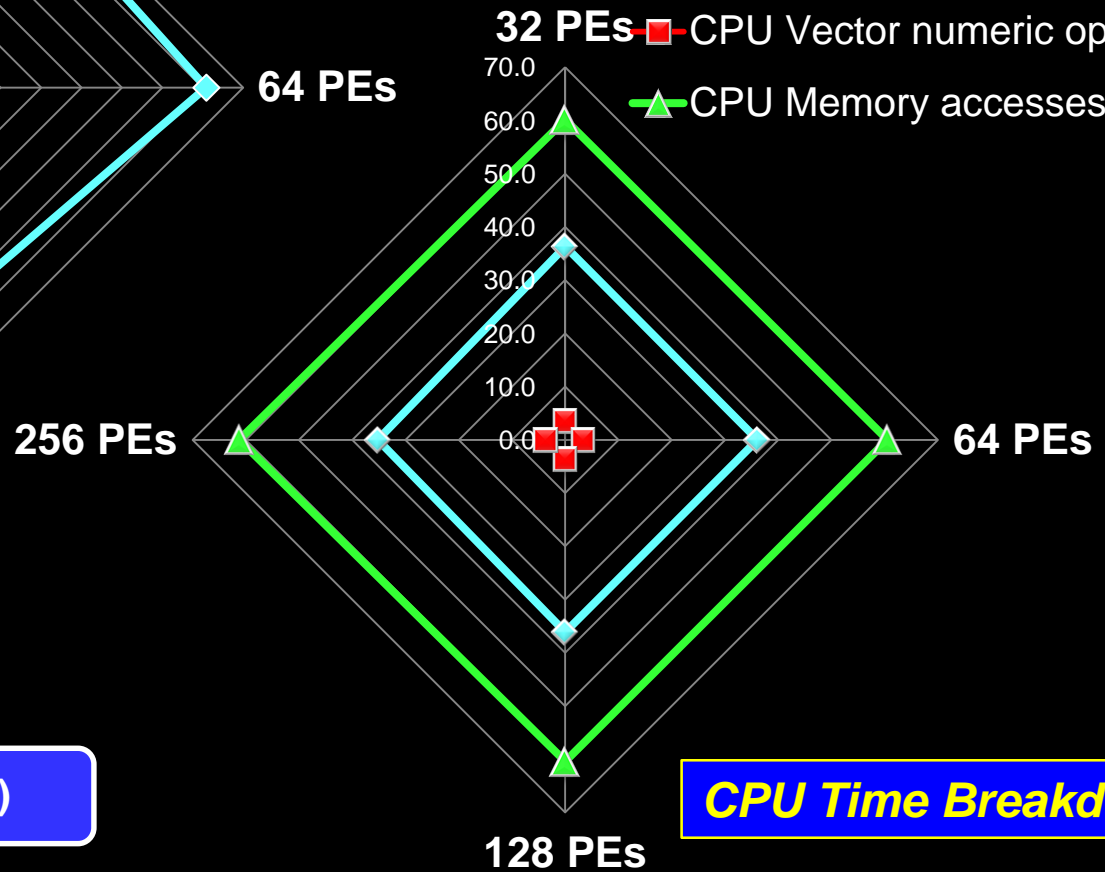 32 PEs
CPU Vector numeric op
70.0
64 PEs
CPU Memory accesses
60.0
50.0
40.0
30.0
20.0
10.0
0.0
256 PEs
64 PEs
)
CPU Time Breakd
128 PEs